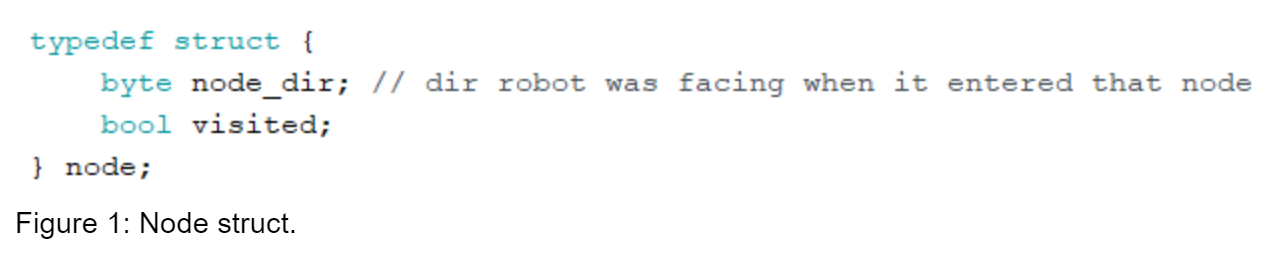 typedef struct {
    byte node_dir; // dir robot was facing when it entered that node
    bool visited;
} node;
Figure 1: Node struct.